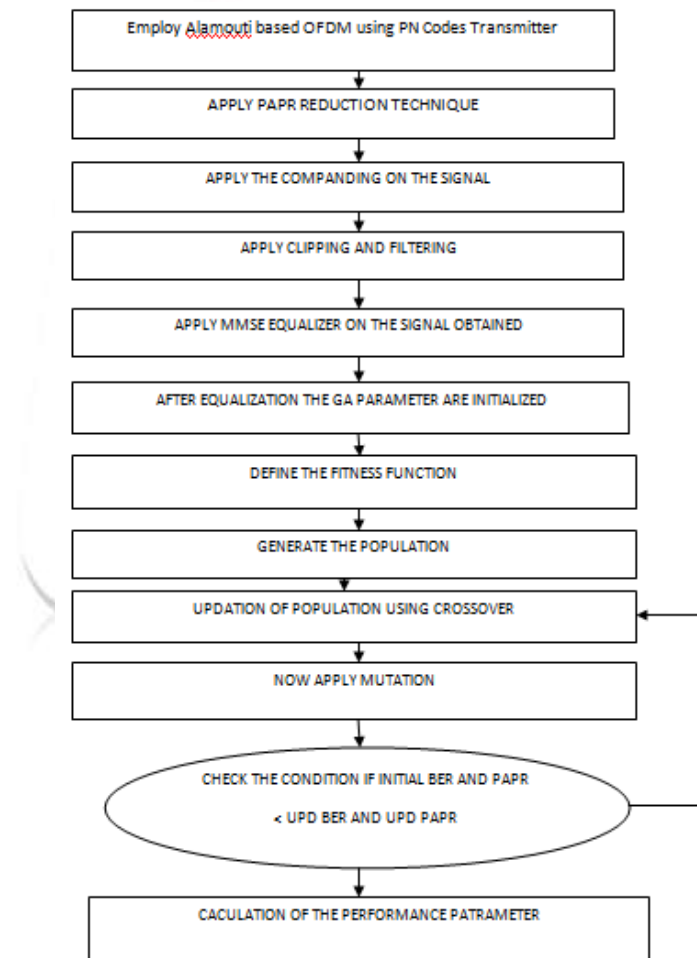 Employ Alamouti based OFDM using PN Codes Transmitter
APPLY PAPR REDUCTION TECHNIQUE
APPLY THE COMPANDING ON THE SIGNAL
APPLY CLIPPING AND FILTERING
APPLY MMSE EQUALIZER ON THE SIGNAL OBTAINED
AFTER EQUALIZATION THE GA PARAMETER ARE INITIALIZED
DEFINE THE FITNESS FUNCTION
GENERATE THE POPULATION
UPDATION OF POPULATION USING CROSSOVER
NOW APPLY MUTATION
CHECK THE CONDITION IF INITIAL BER AND PAPR
< UPD BER AND UPD PAPR
CACULATION OF THE PERFORMANCE PATRAMETER